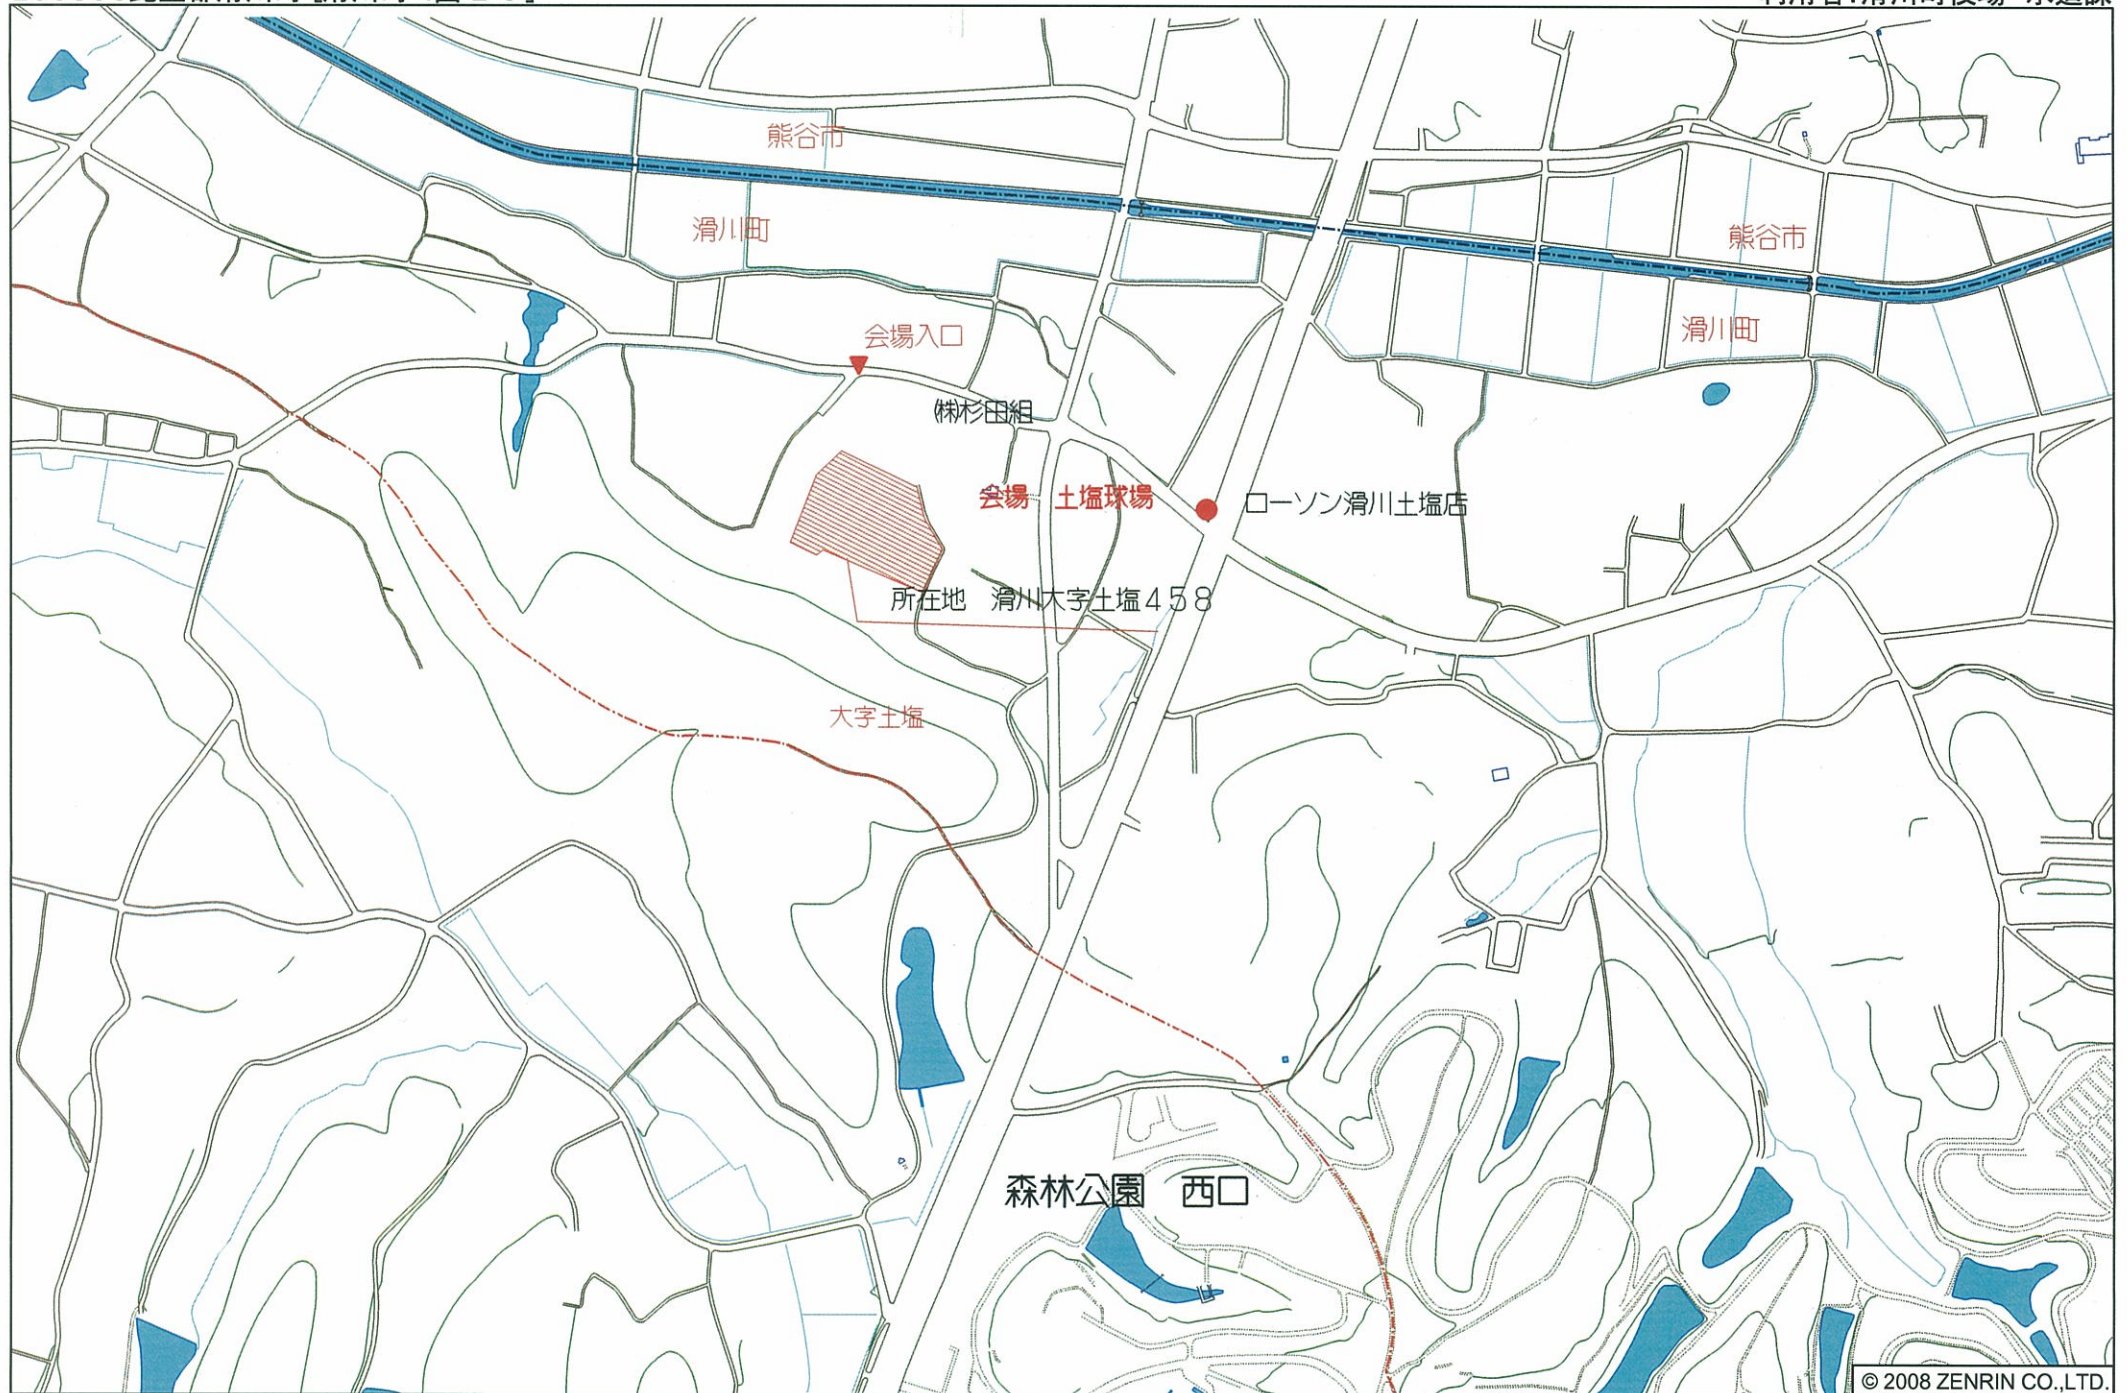 熊谷市
滑川町
熊谷市
滑川町
会場入口
㈱杉田組
会場　土塩球場
ローソン滑川土塩店
所在地　滑川大字土塩４５８
大字土塩
森林公園　西口
© 2008 ZENRIN CO.,LTD.